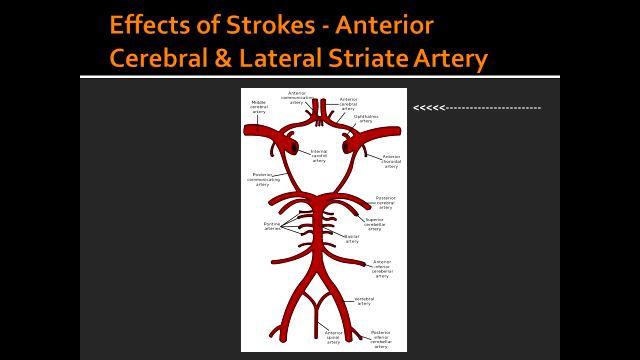 Effects of Strokes - Anterior
Cerebral & Lateral Striate Artery
<<<<<-----------------------
Anterior
communicating
artery
Middle
cerebral
artery
Anterior
cerebral
artery
Ophthalmic
artery
Internal
carotid
artery
Anterior
choroidal
artery
Posterior
communicating
artery
Posterior
cerebral
artery
Superior
cerebellar
artery
Pontine
arteries
Basilar
artery
Anterior
inferior
cerebellar
artery
Vertebral
artery
Anterior
spinal
artery
Posterior
inferior
cerebellar
artery